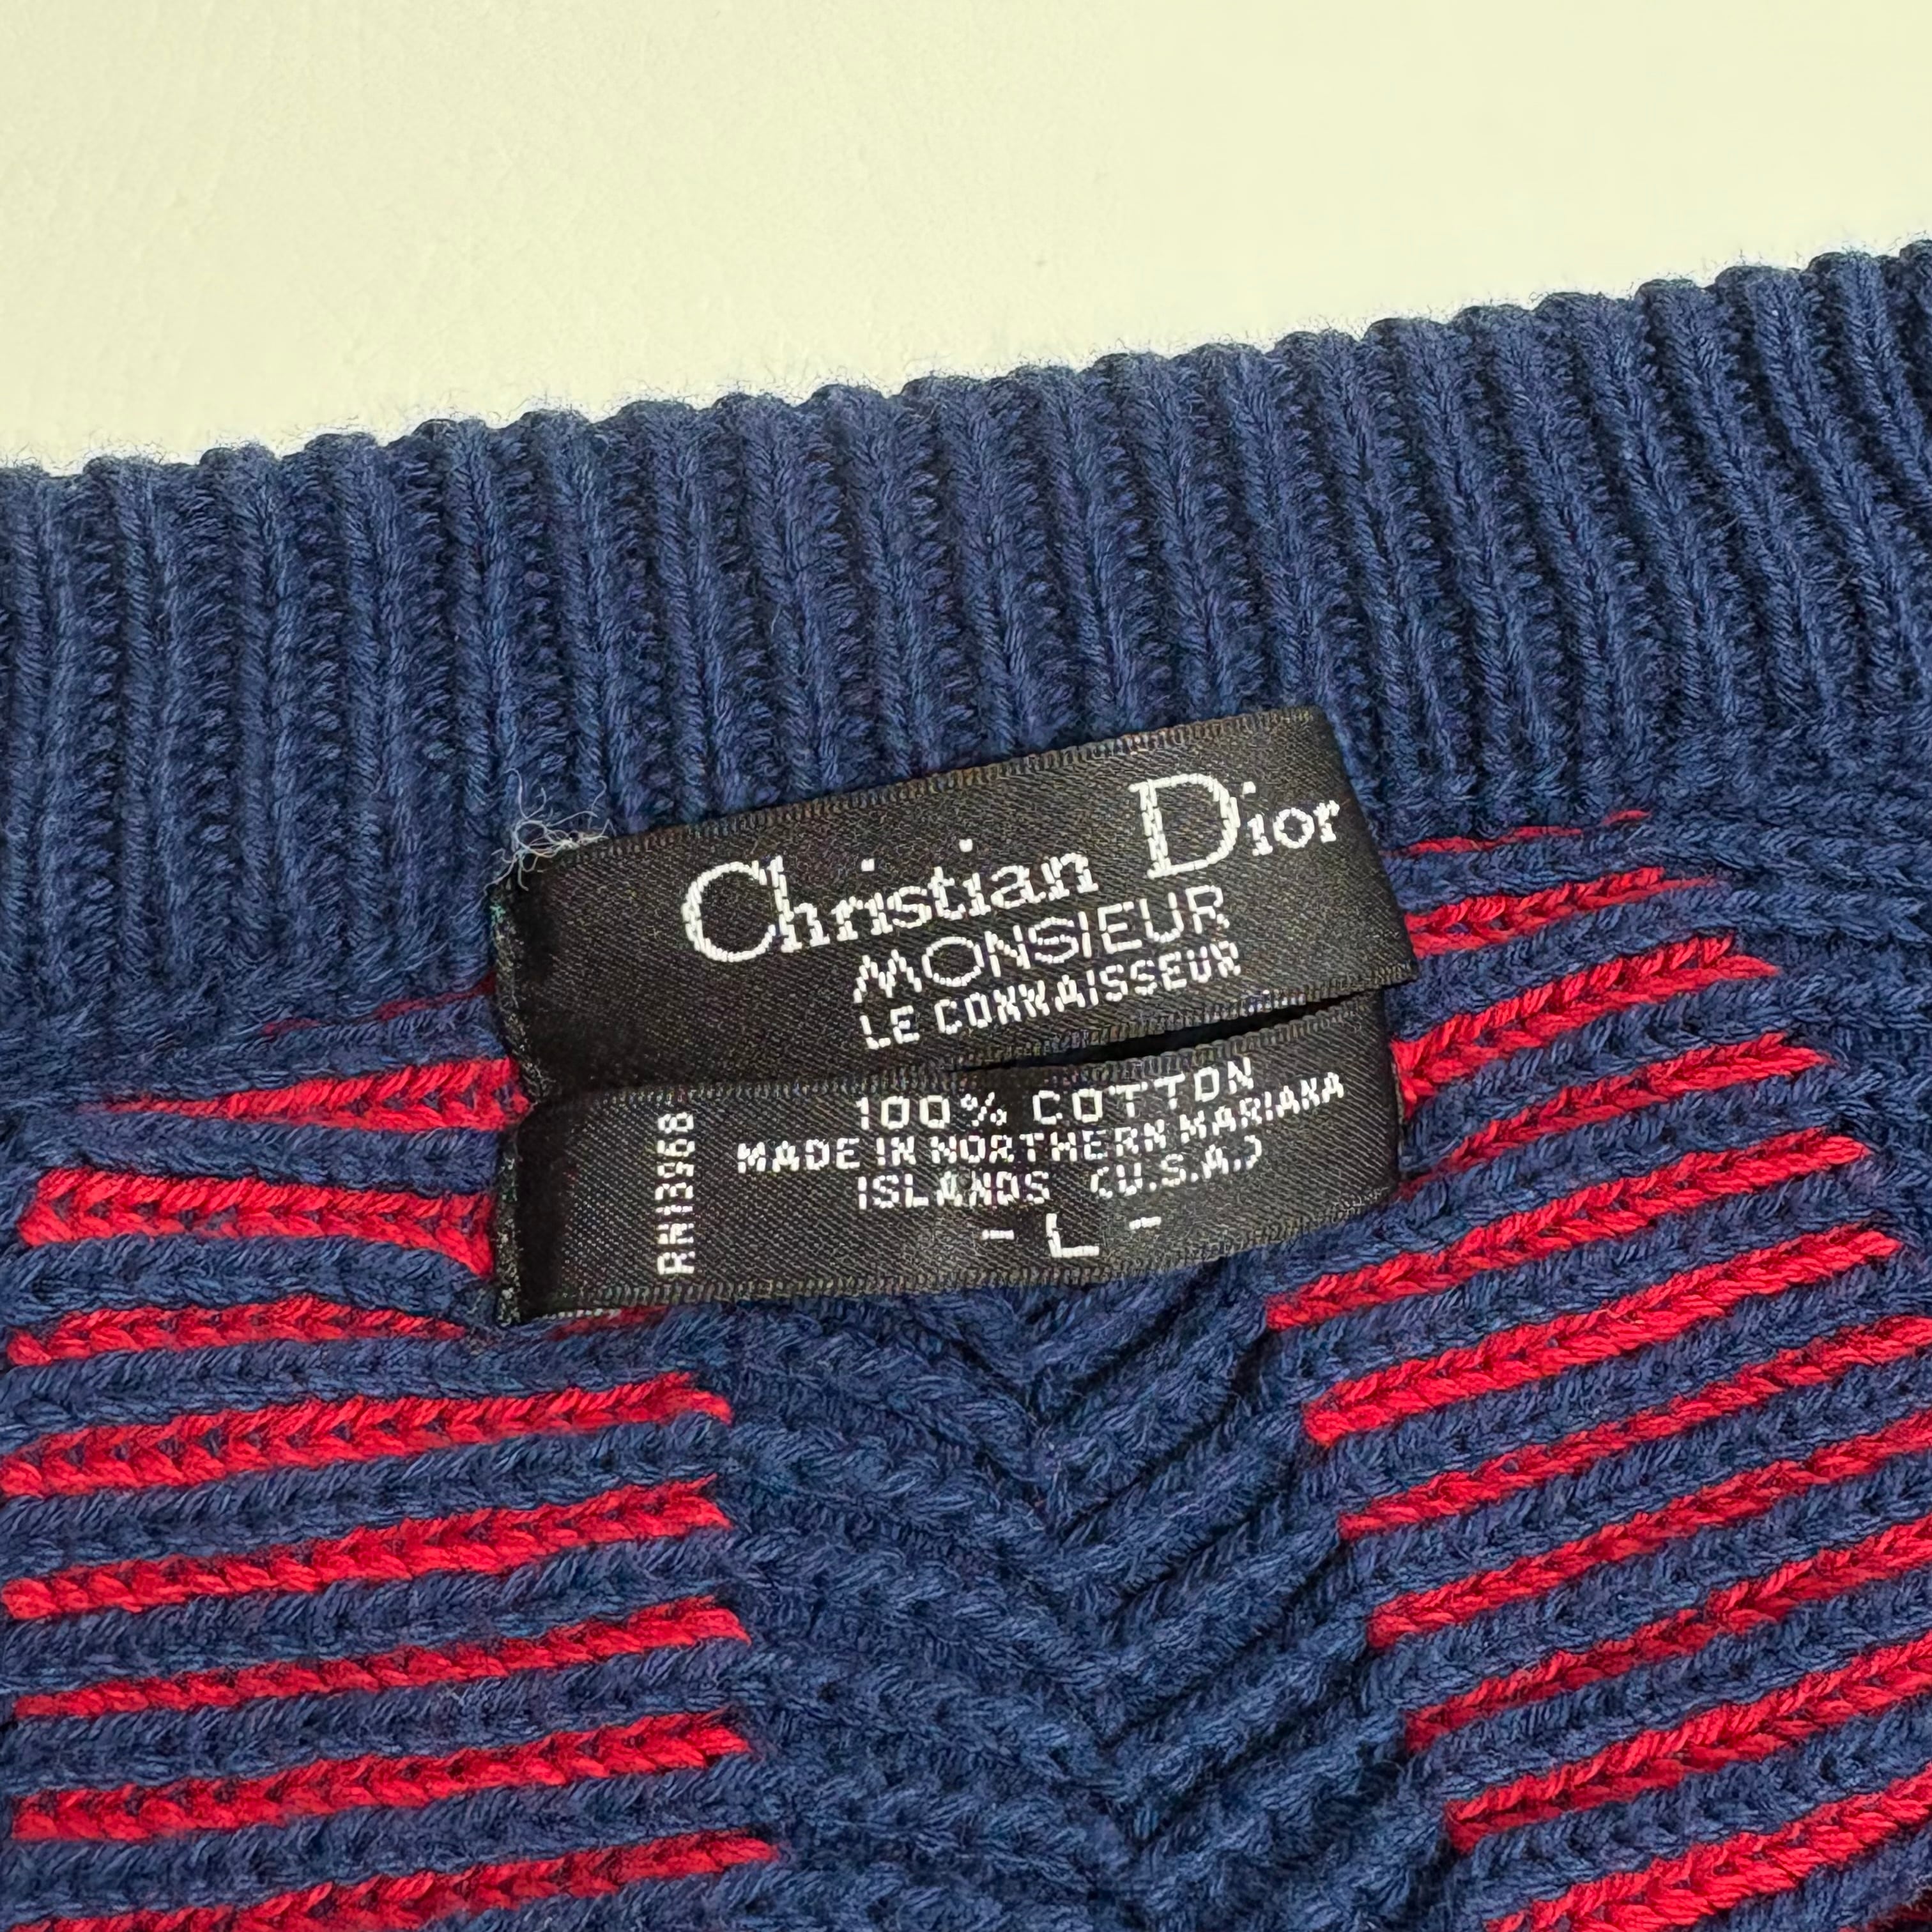 Christian Dior
MONSIEUR
LE CONNAISSEUR
RN13968
100% COTTON
MADE IN NORTHERN MARIANA
ISLANDS (U.S.A.)
- L -